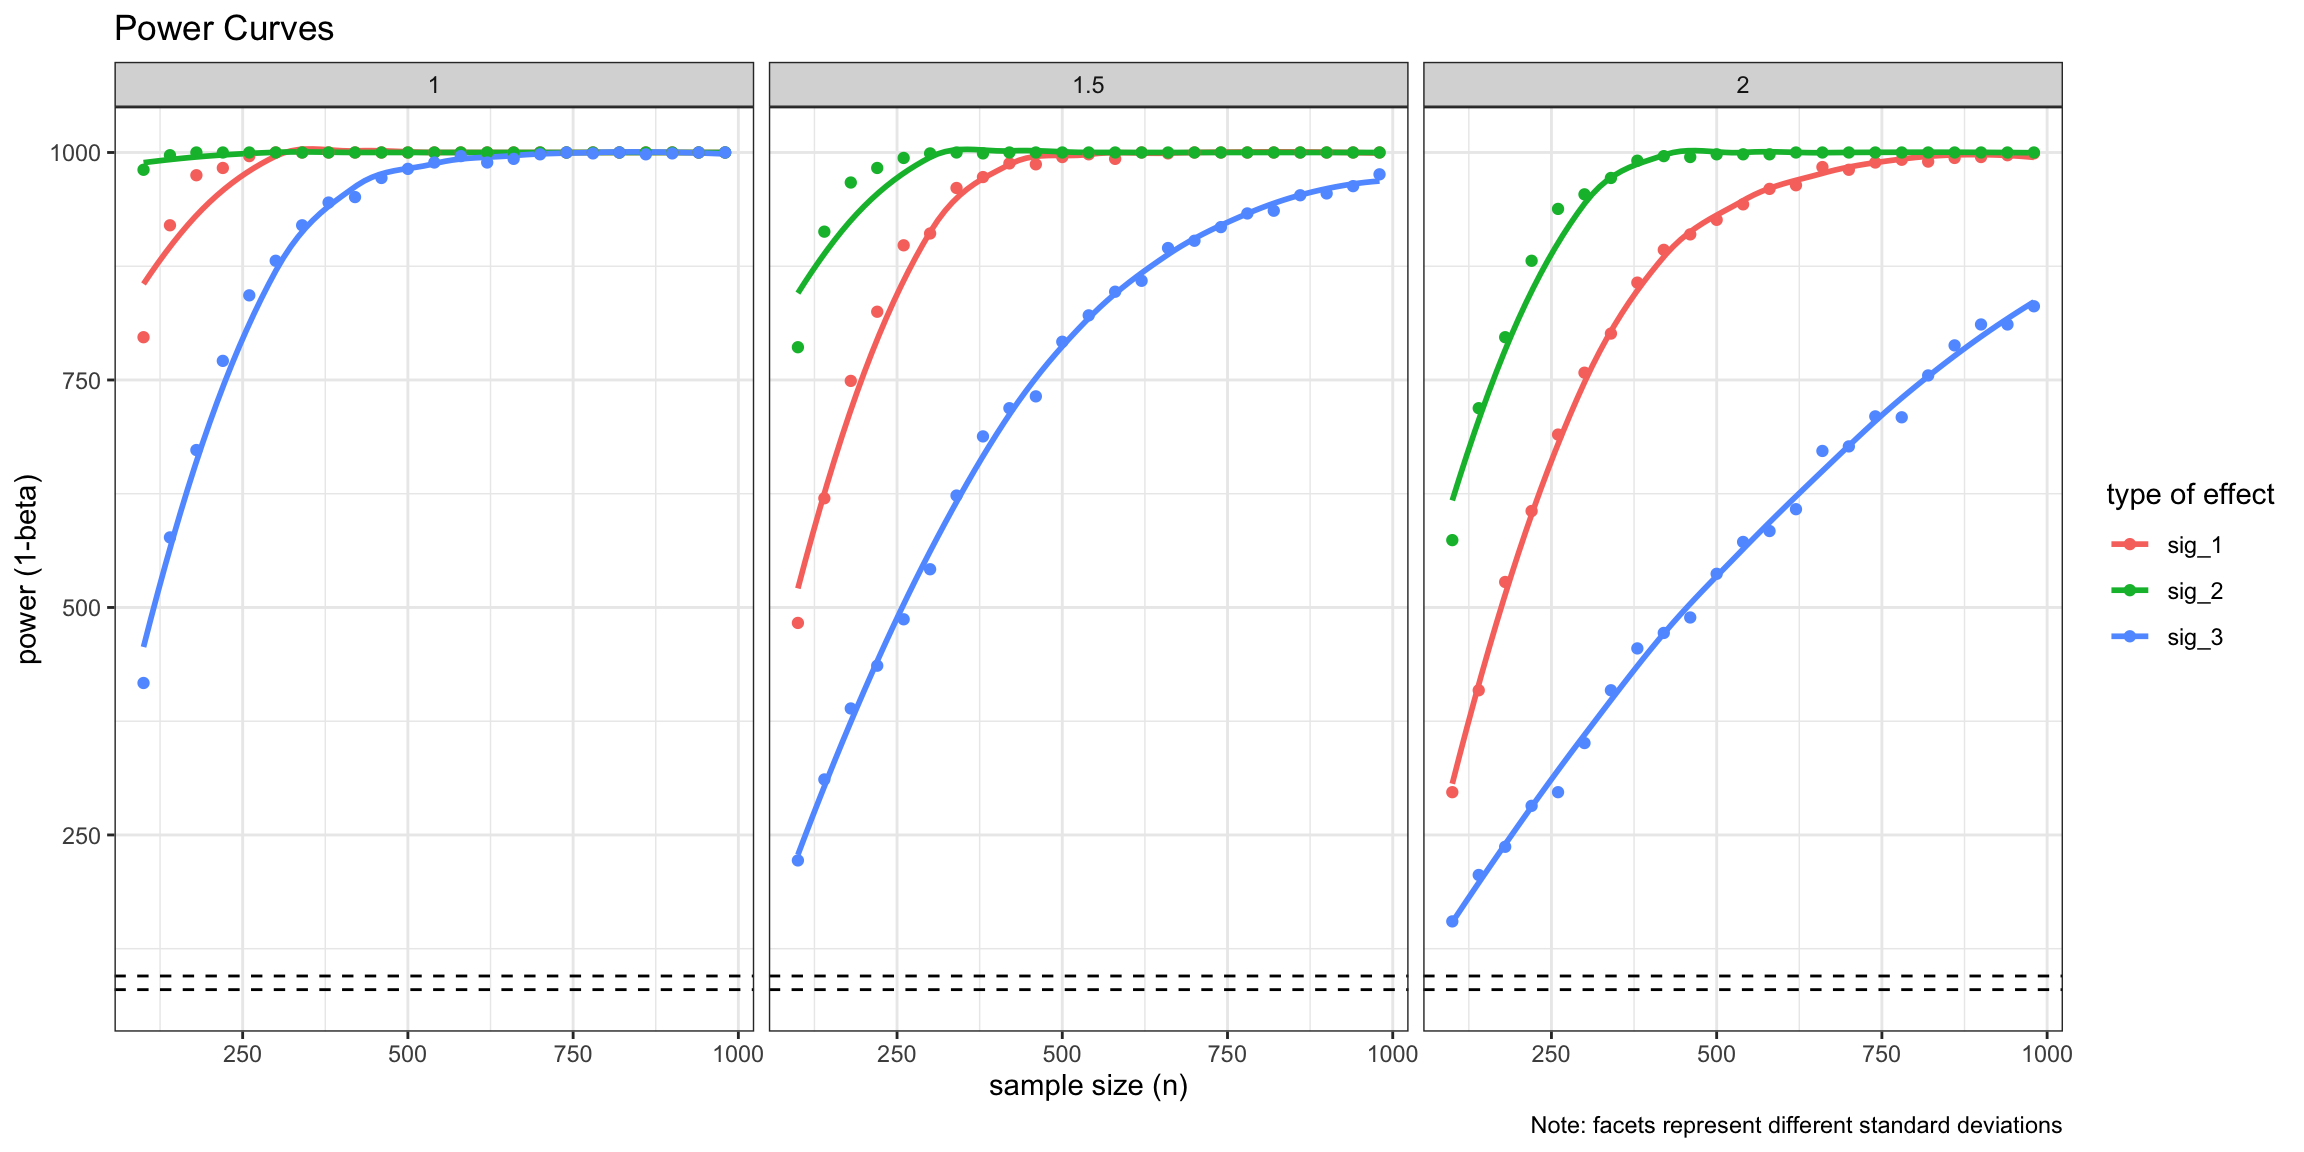 Power Curves
1
1.5
2
power (1-beta)
1000
750
500
250
250 500 750 1000
250 500 750 1000
250 500 750 1000
sample size (n)
type of effect
sig_1
sig_2
sig_3
Note: facets represent different standard deviations